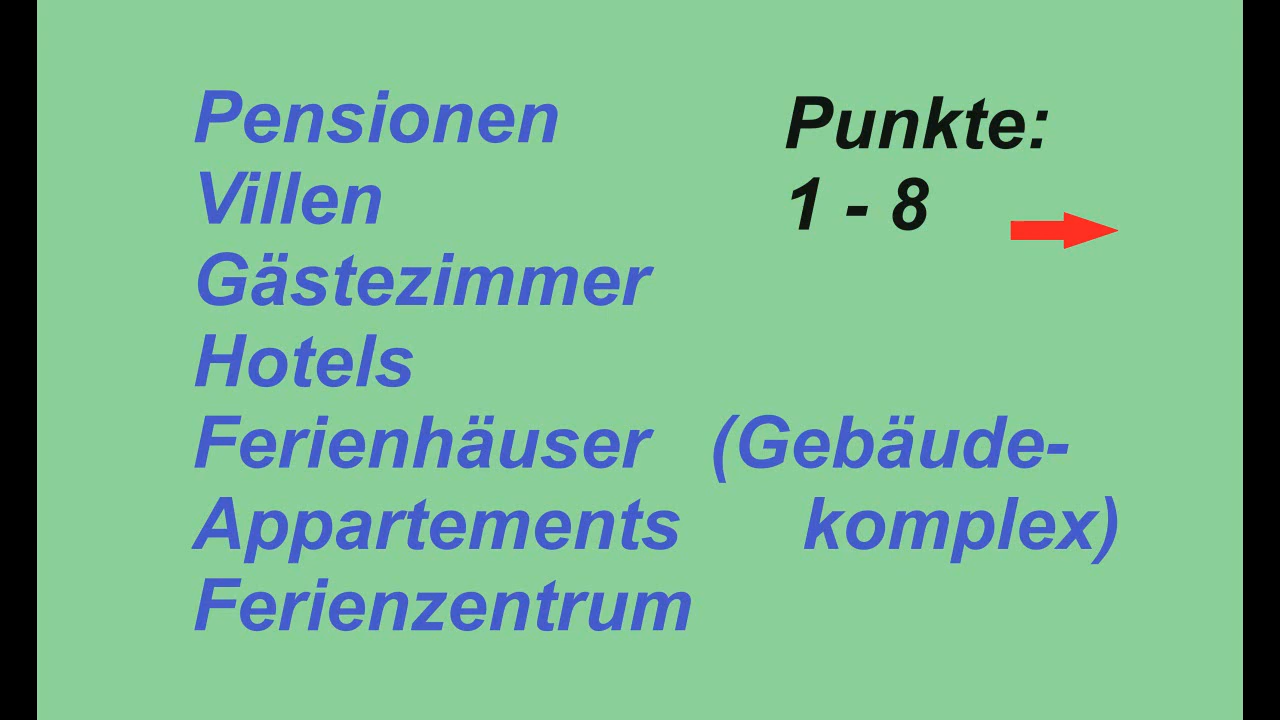 Pensionen
Villen
Gästezimmer
Hotels
Ferienhäuser (Gebäude-
Appartements komplex)
Ferienzentrum
Punkte:
1 - 8